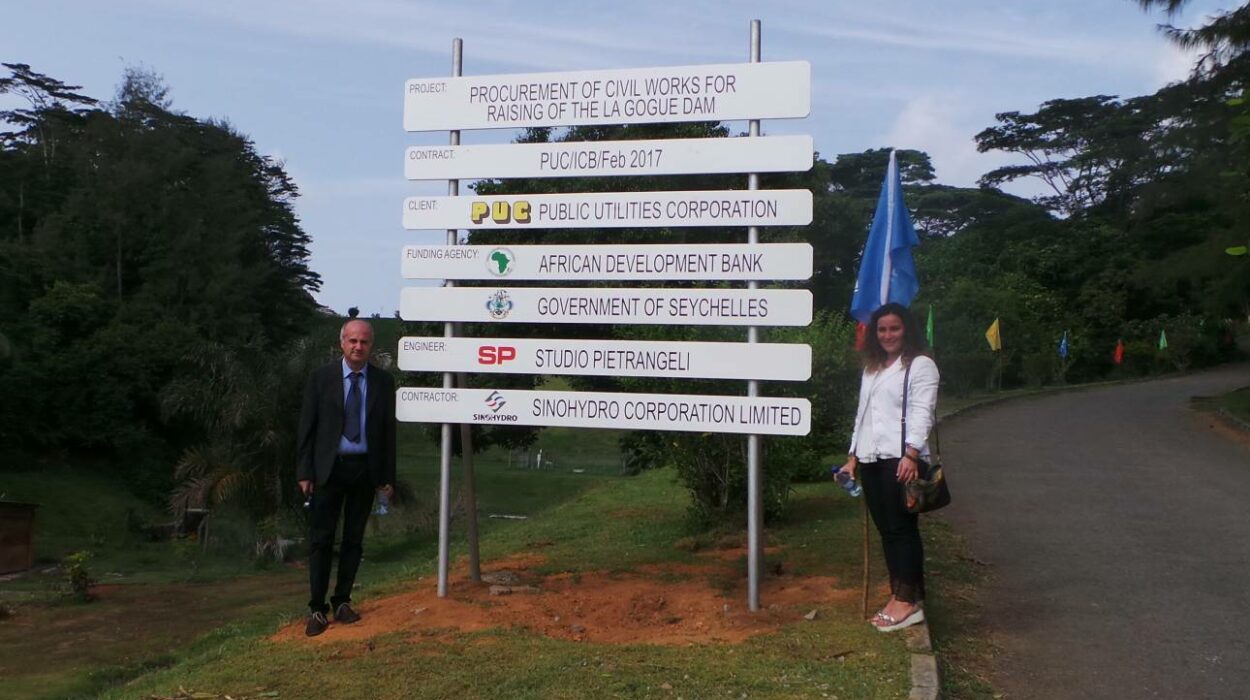 PROJECT: PROCUREMENT OF CIVIL WORKS FOR
RAISING OF THE LA GOGUE DAM
CONTRACT: PUC/ICB/Feb 2017
CLIENT: PUC PUBLIC UTILITIES CORPORATION
FUNDING AGENCY: AFRICAN DEVELOPMENT BANK
GOVERNMENT OF SEYCHELLES
ENGINEER: SP STUDIO PIETRANGELI
CONTRACTOR: SINOHYDRO SINOHYDRO CORPORATION LIMITED